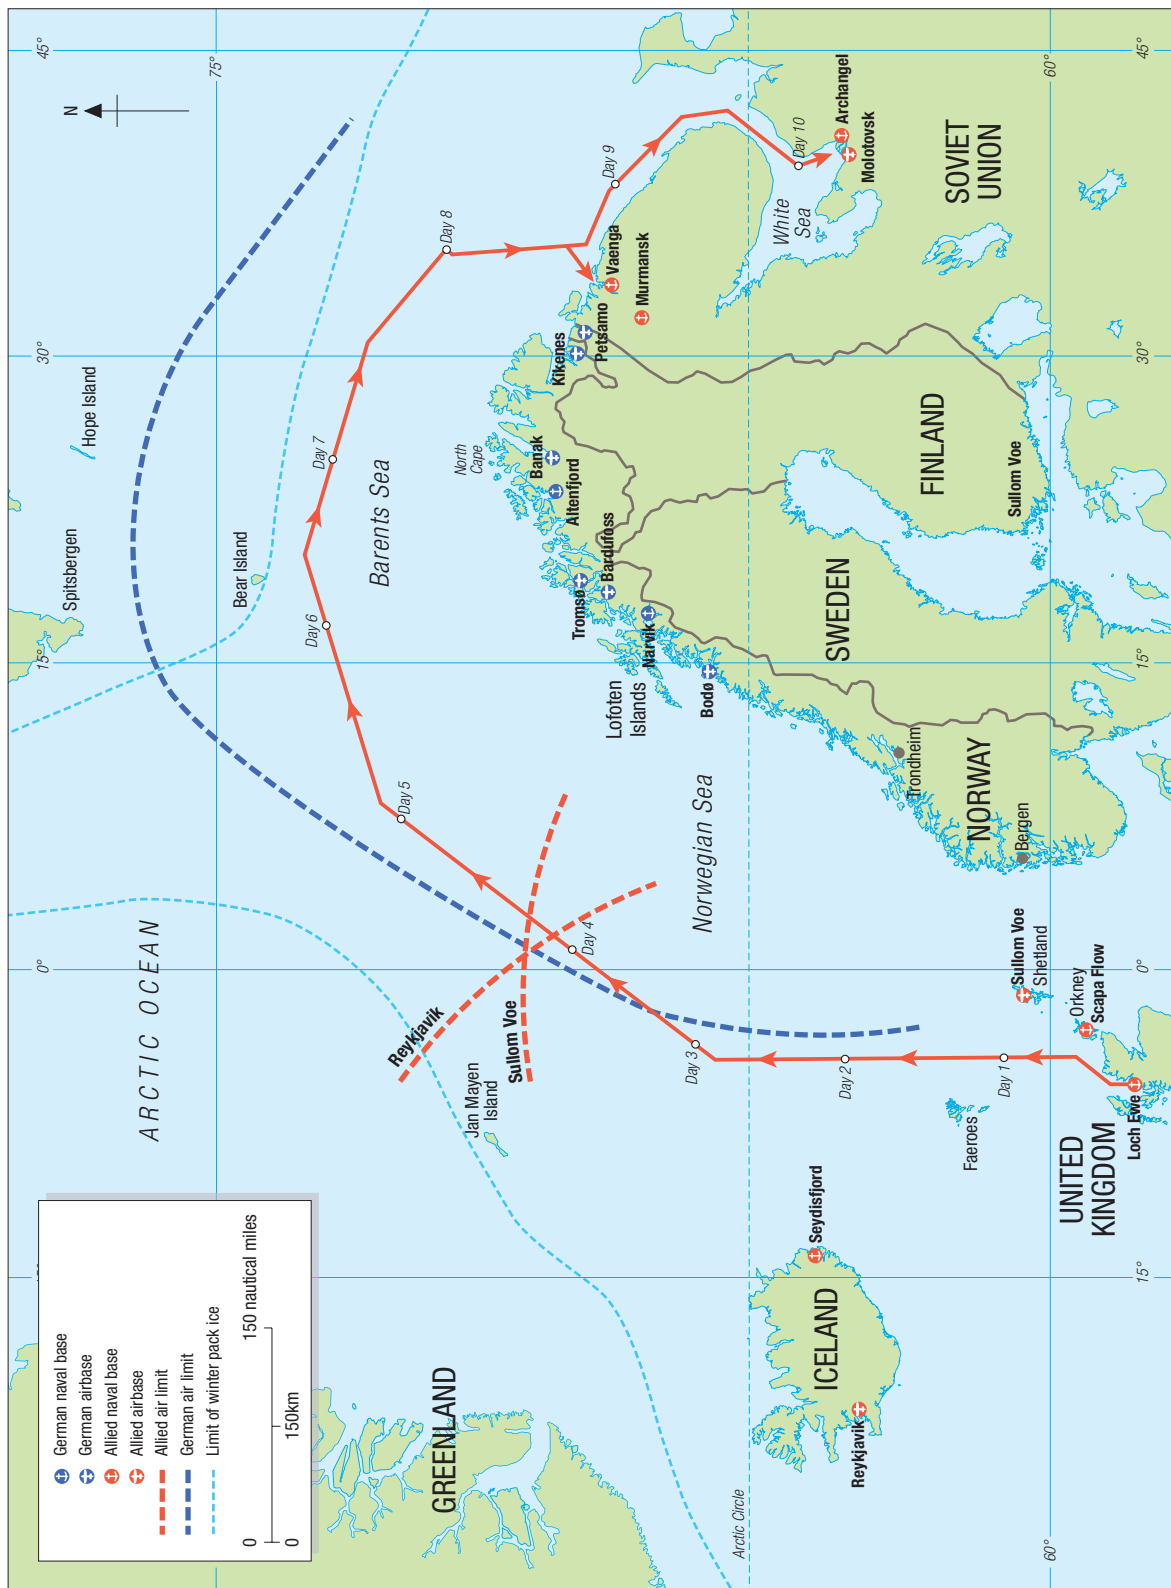 German naval base
German airbase
Allied naval base
Allied airbase
Allied air limit
German air limit
Limit of winter pack ice
0 150 nautical miles
0 150km
0°
15°
30°
45°
N
Spitsbergen
Hope Island
75°
ARCTIC OCEAN
Bear Island
Day 6
Day 7
Barents Sea
Day 5
Day 8
Reykjavik
GREENLAND
Jan Mayen
Island
Sullom Voe
North
Cape
Banak
Altenfjord
Kikenes
Petsamo
Day 4
Tromsø
Bardufoss
Vaenga
Day 9
Murmansk
Lofoten
Islands
Narvik
Day 3
Norwegian Sea
Bodø
Arctic Circle
White
Sea
Day 10
Seydisfjord
ICELAND
Reykjavik
Day 2
SWEDEN
Archangel
Molotovsk
Trondheim
FINLAND
SOVIET
UNION
Faeroes
Day 1
NORWAY
Bergen
Sullom Voe
Sullom Voe
Shetland
60°
60°
UNITED
KINGDOM
Orkney
Scapa Flow
Loch Ewe
15°
0°
15°
30°
45°